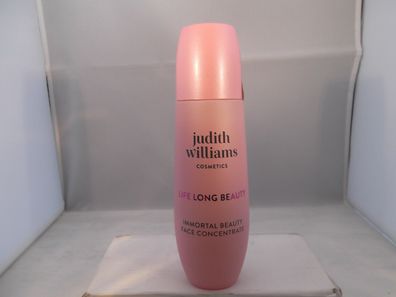 judith
williams
COSMETICS
LIFE LONG BEAUTY
IMMORTAL BEAUTY
FACE CONCENTRATE